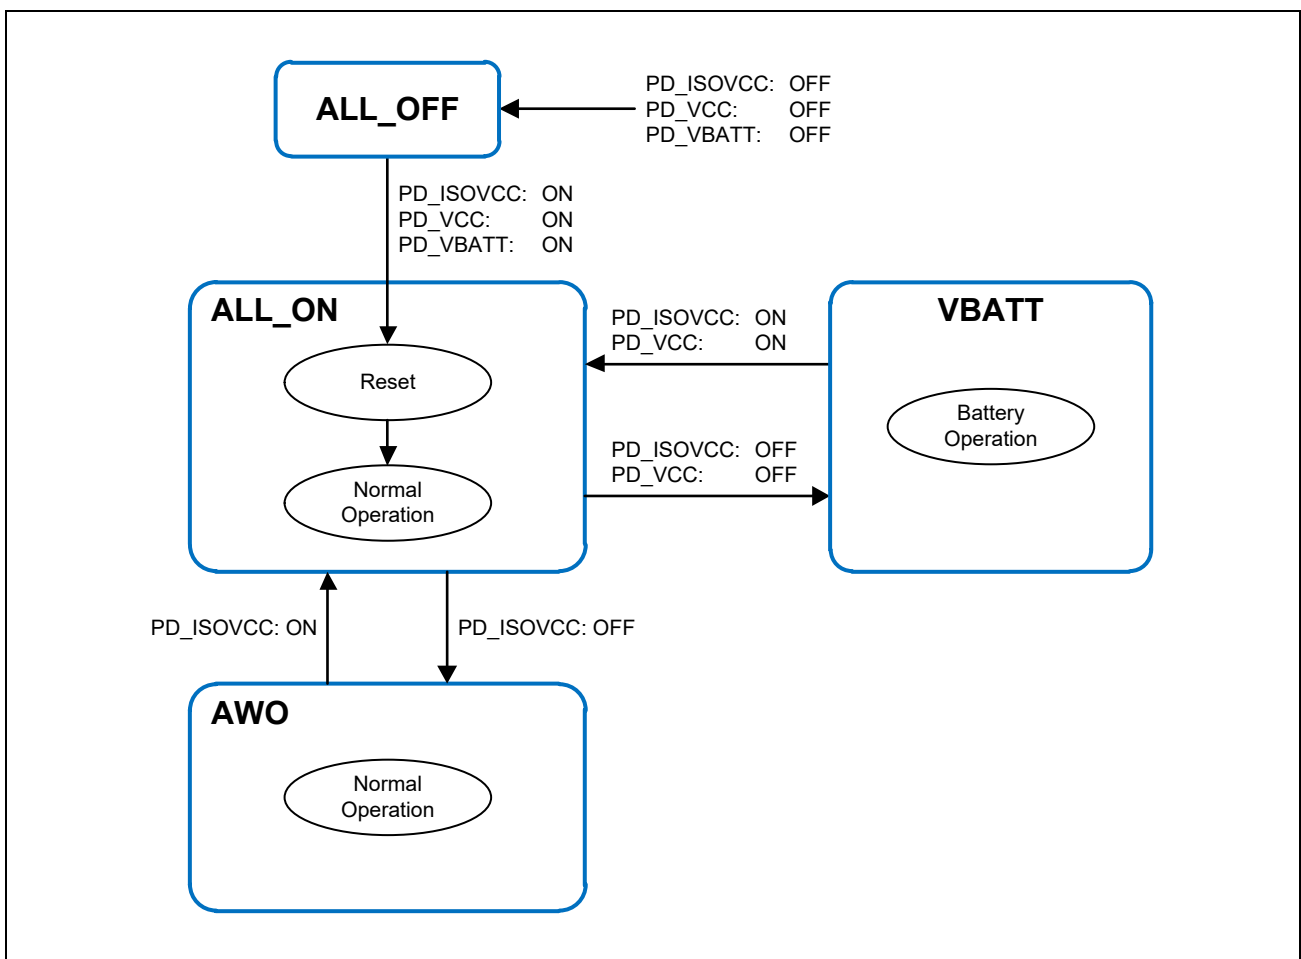 ALL_OFF
PD_ISOVCC: OFF
PD_VCC: OFF
PD_VBATT: OFF
PD_ISOVCC: ON
PD_VCC: ON
PD_VBATT: ON
ALL_ON
Reset
Normal
Operation
PD_ISOVCC: ON
PD_VCC: ON
PD_ISOVCC: OFF
PD_VCC: OFF
VBATT
Battery
Operation
PD_ISOVCC: ON
PD_ISOVCC: OFF
AWO
Normal
Operation